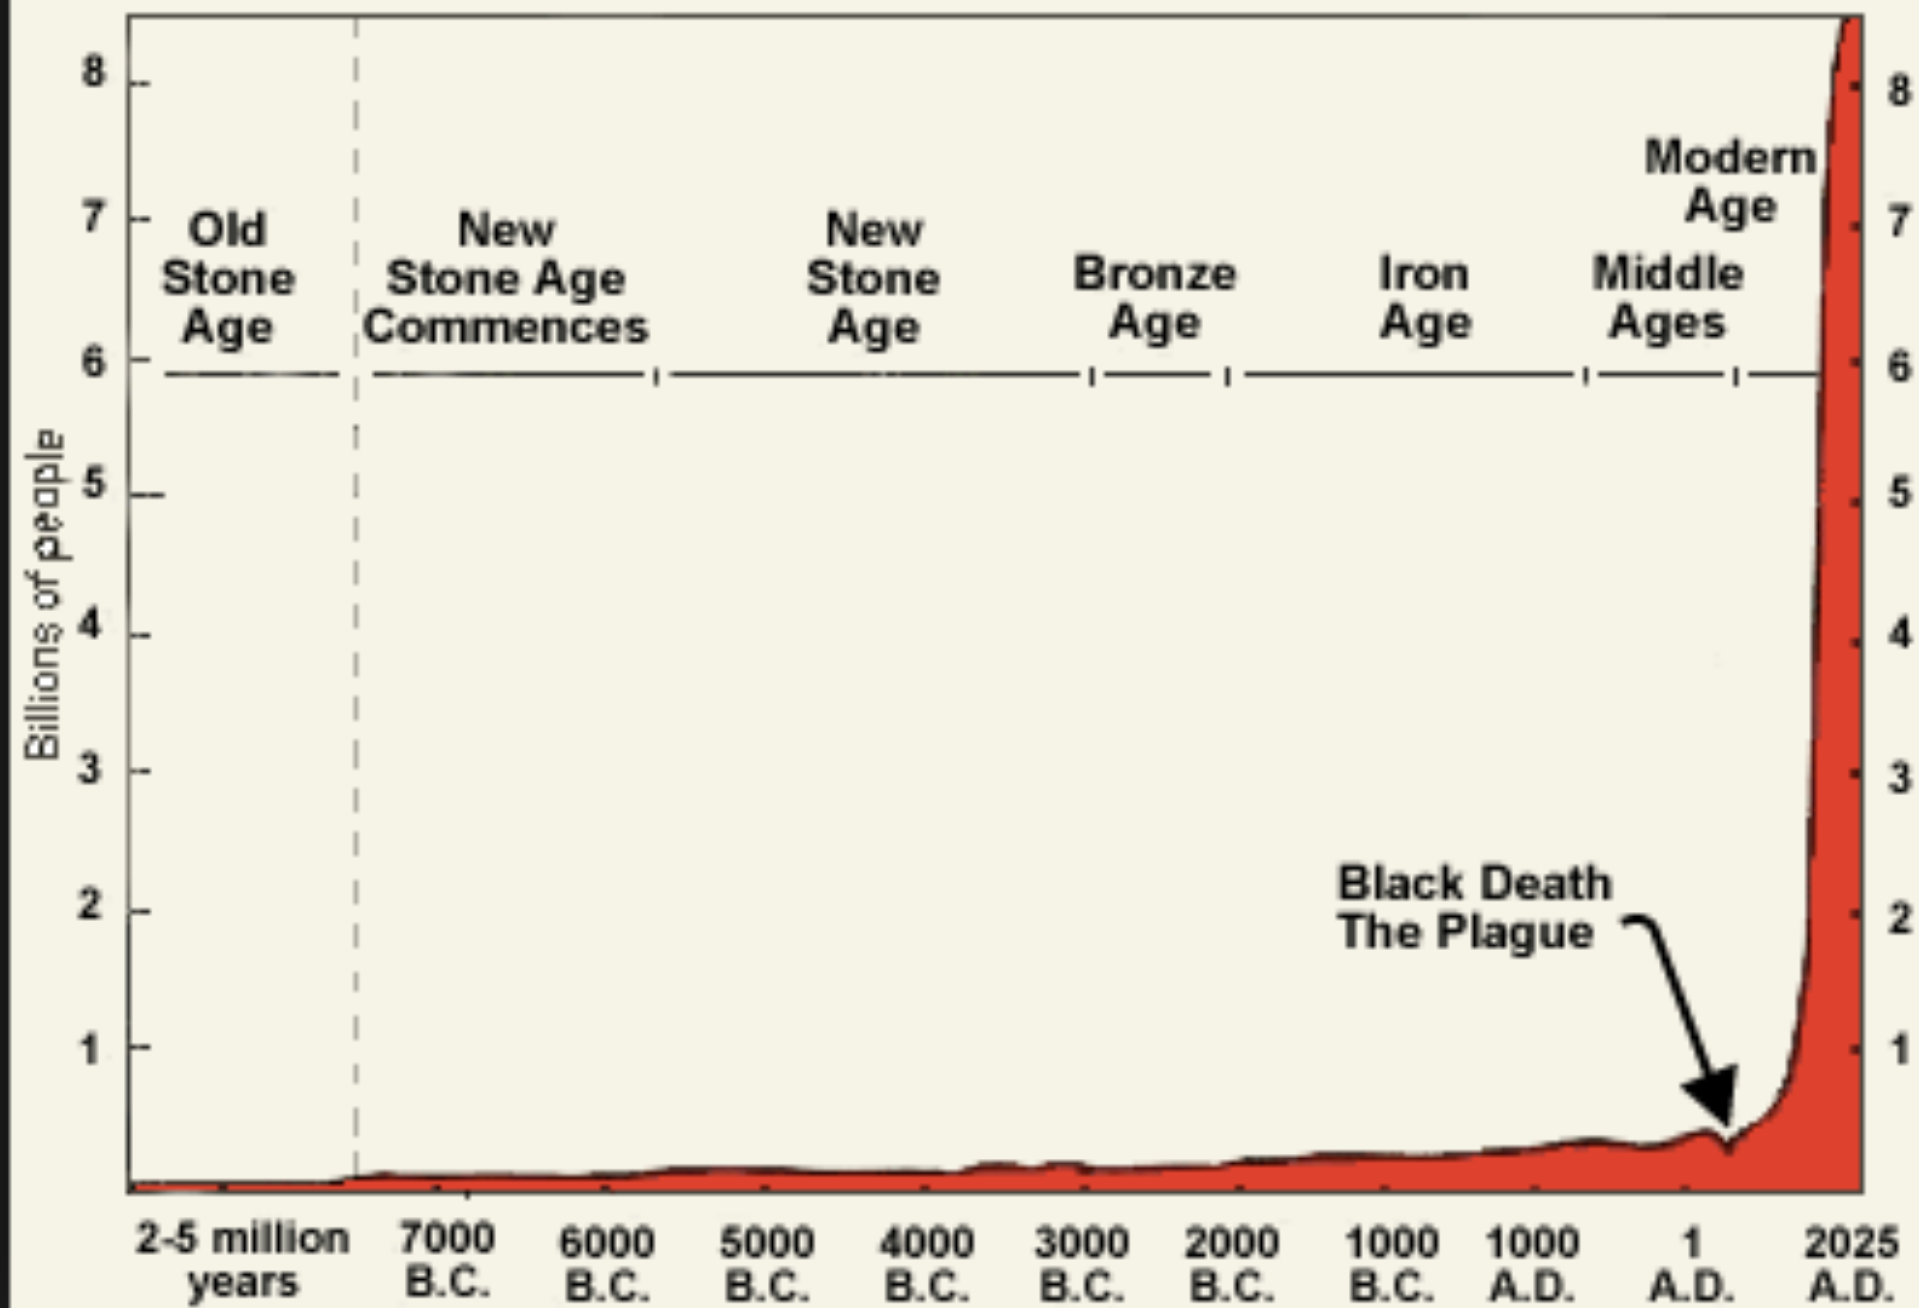 8
7
6
5
4
3
2
1
Billions of people
Old
Stone
Age
New
Stone Age
Commences
New
Stone
Age
Bronze
Age
Iron
Age
Middle
Ages
Modern
Age
Black Death
The Plague
8
7
6
5
4
3
2
1
2-5 million
years
7000
B.C.
6000
B.C.
5000
B.C.
4000
B.C.
3000
B.C.
2000
B.C.
1000
B.C.
1000
A.D.
1
A.D.
2025
A.D.